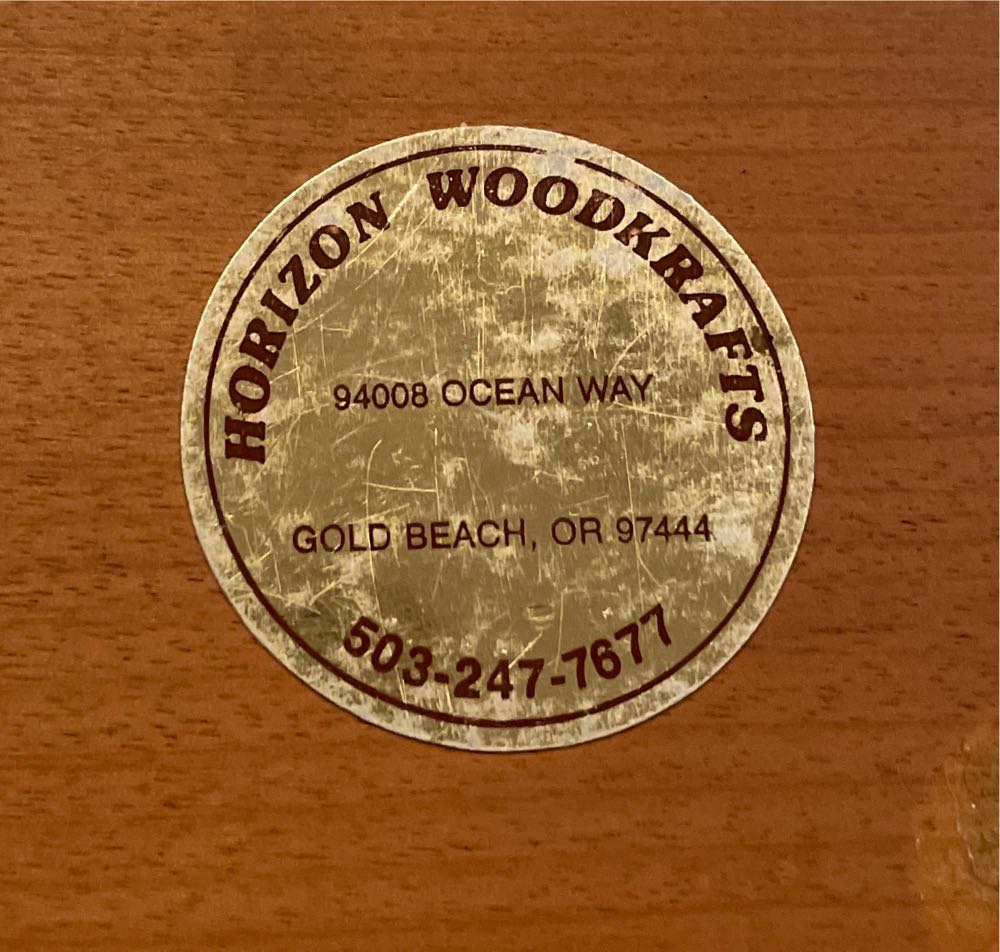 HORIZON WOODKRAFTS
94008 OCEAN WAY
GOLD BEACH, OR 97444
503-247-7677